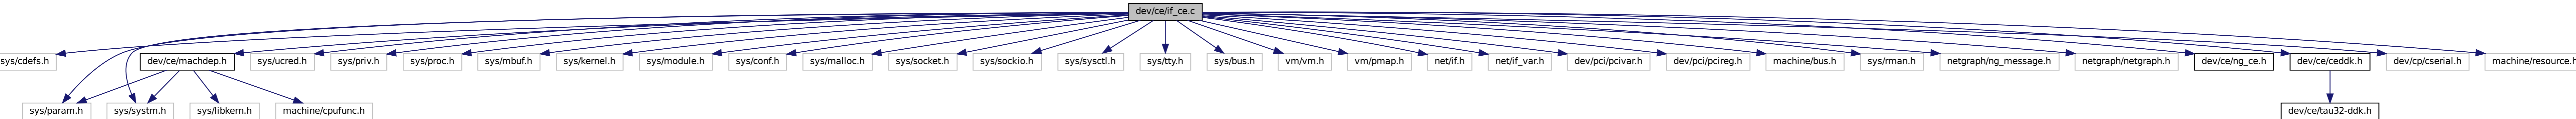 dev/ce/if_ce.c
sys/cdefs.h
dev/ce/machdep.h
sys/ucred.h
sys/priv.h
sys/proc.h
sys/mbuf.h
sys/kernel.h
sys/module.h
sys/conf.h
sys/malloc.h
sys/socket.h
sys/sockio.h
sys/sysctl.h
sys/tty.h
sys/bus.h
vm/vm.h
vm/pmap.h
net/if.h
net/if_var.h
dev/pci/pcivar.h
dev/pci/pcireg.h
machine/bus.h
sys/rman.h
netgraph/ng_message.h
netgraph/netgraph.h
dev/ce/ng_ce.h
dev/ce/ceddk.h
dev/cp/cserial.h
machine/resource.h
sys/param.h
sys/systm.h
sys/libkern.h
machine/cpufunc.h
dev/ce/tau32-ddk.h